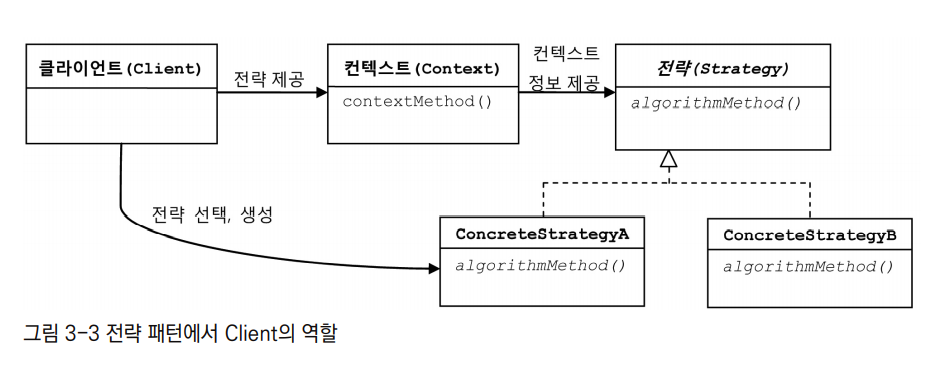 클라이언트(Client)
전략 제공
컨텍스트(Context)
contextMethod()
컨텍스트
정보 제공
전략(Strategy)
algorithmMethod()
전략 선택, 생성
ConcreteStrategyA
algorithmMethod()
ConcreteStrategyB
algorithmMethod()
그림 3-3 전략 패턴에서 Client의 역할